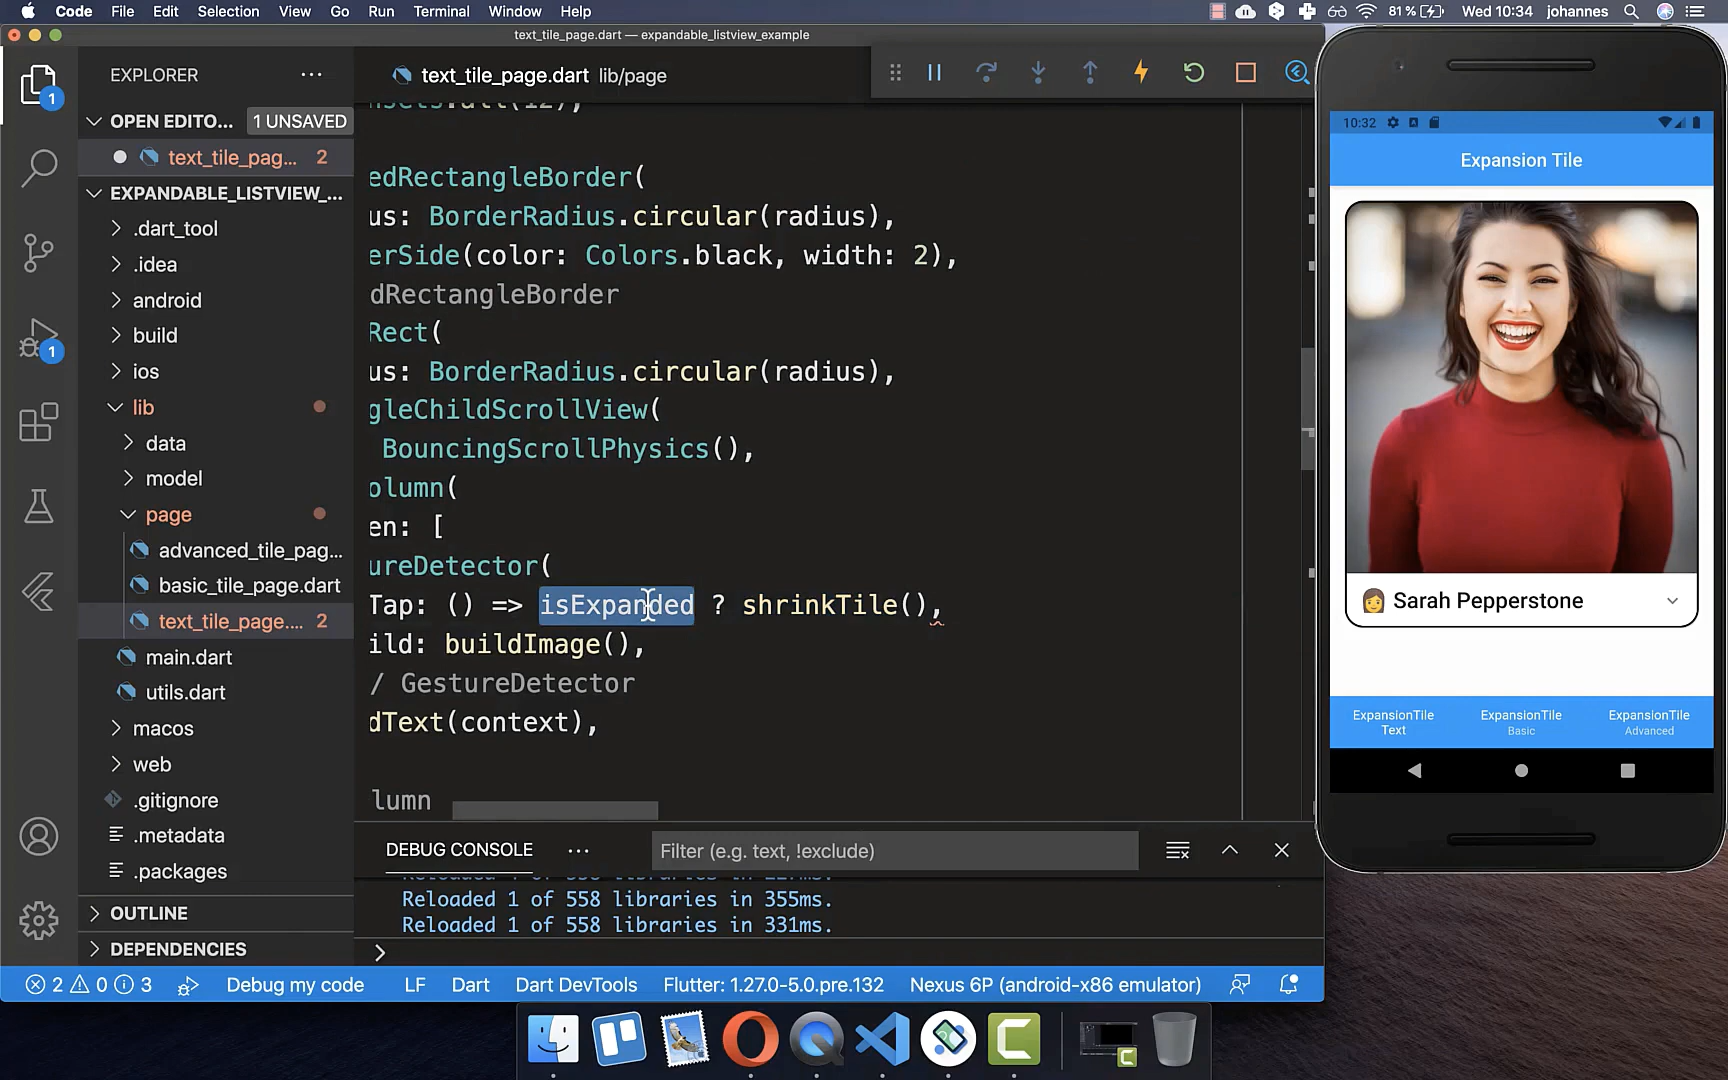 Code File Edit Selection View Go Run Terminal Window Help
81 % Wed 10:34 johannes
text_tile_page.dart — expandable_listview_example
EXPLORER ···
OPEN EDITO... 1 UNSAVED
text_tile_pag... 2
EXPANDABLE_LISTVIEW_...
.dart_tool
.idea
android
build
ios
lib
data
model
page
advanced_tile_pag...
basic_tile_page.dart
text_tile_page.... 2
main.dart
utils.dart
macos
web
.gitignore
.metadata
.packages
OUTLINE
DEPENDENCIES
1
1
text_tile_page.dart lib/page
nsets.all(12),
edRectangleBorder(
us: BorderRadius.circular(radius),
erSide(color: Colors.black, width: 2),
dRectangleBorder
Rect(
us: BorderRadius.circular(radius),
gleChildScrollView(
BouncingScrollPhysics(),
olumn(
en: [
ureDetector(
Tap: () => isExpanded ? shrinkTile(),
ild: buildImage(),
/ GestureDetector
dText(context),
lumn
DEBUG CONSOLE ··· Filter (e.g. text, !exclude)
Reloaded 1 of 558 libraries in 355ms.
Reloaded 1 of 558 libraries in 331ms.
>
2 0 3 Debug my code LF Dart Dart DevTools Flutter: 1.27.0-5.0.pre.132 Nexus 6P (android-x86 emulator)
10:32
Expansion Tile
👩 Sarah Pepperstone
ExpansionTile ExpansionTile ExpansionTile
Text Basic Advanced